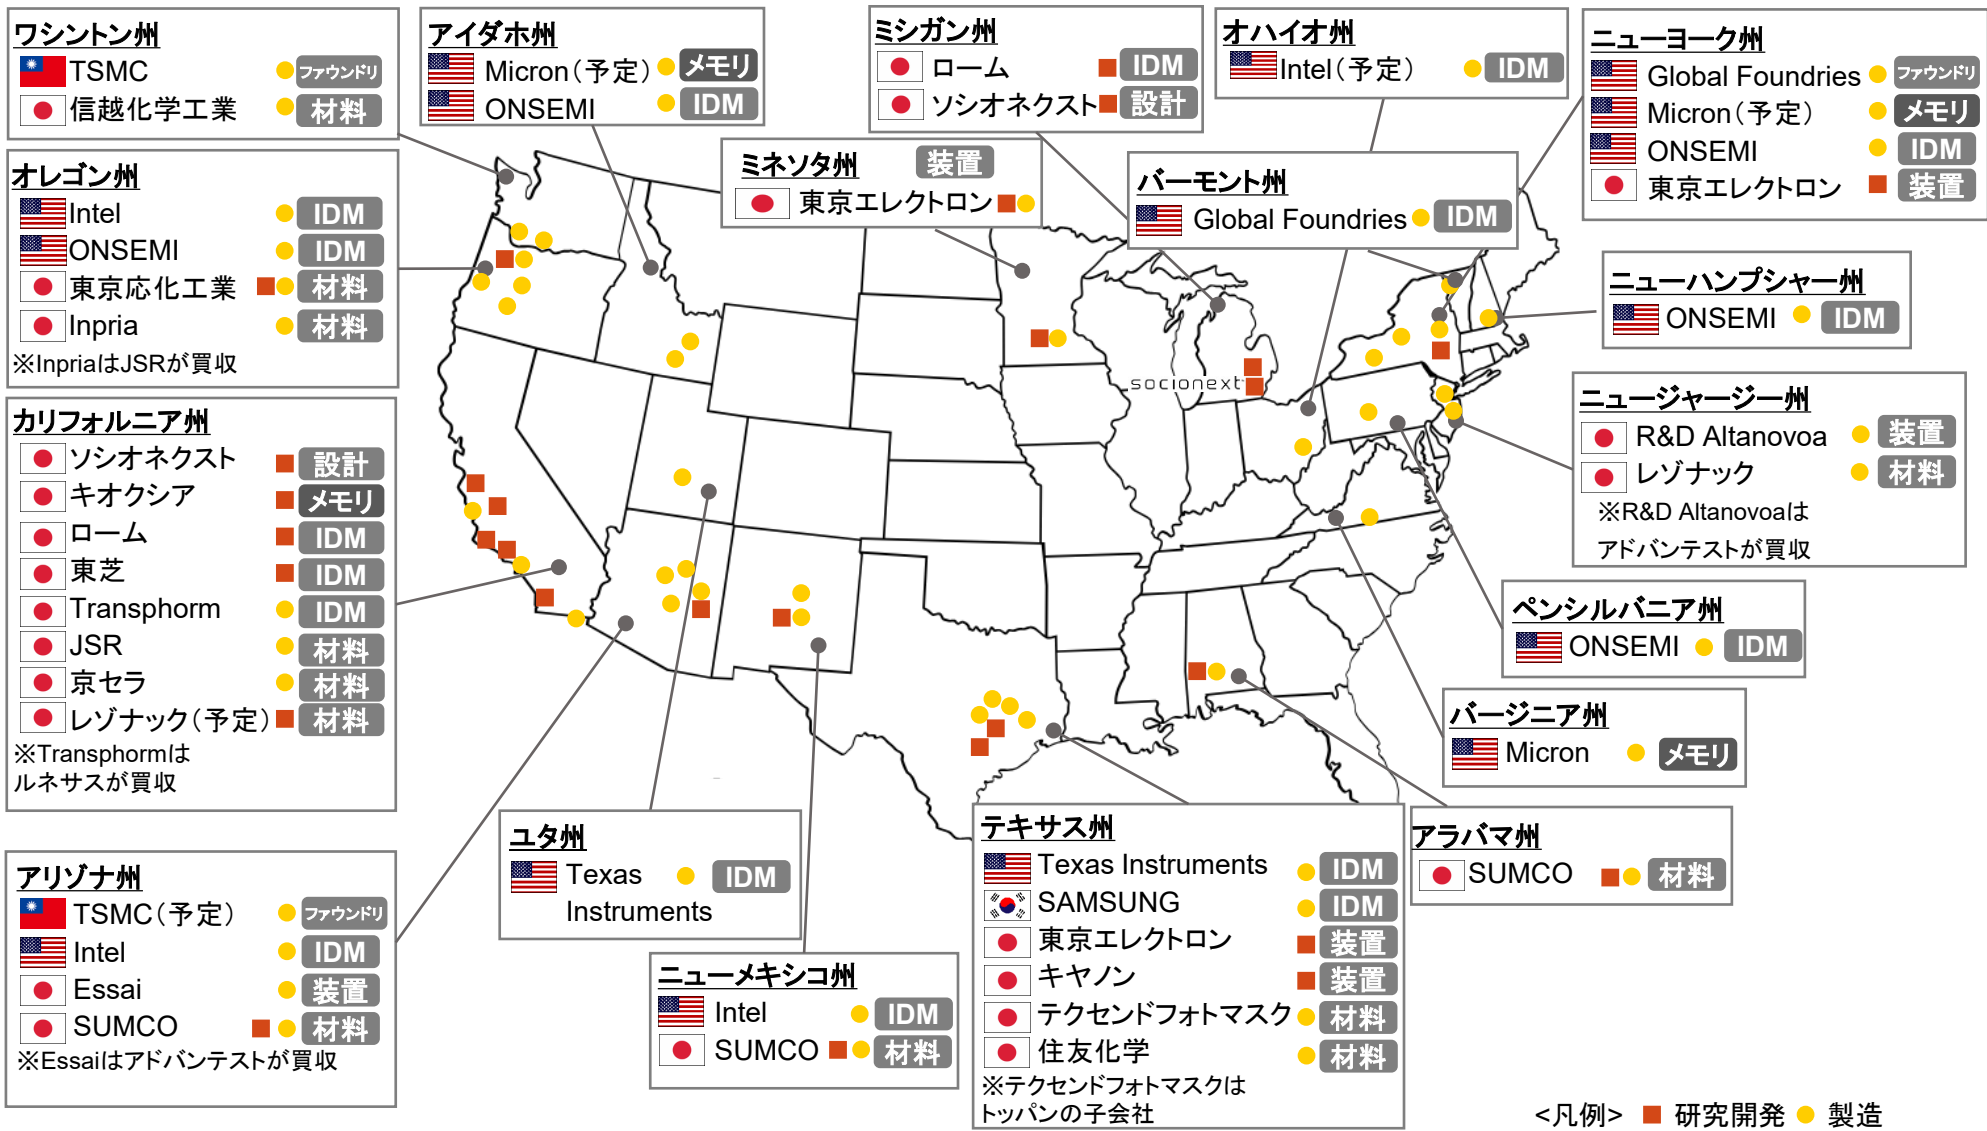 ワシントン州
TSMC ファウンドリ
信越化学工業 材料
アイダホ州
Micron（予定） メモリ
ONSEMI IDM
ミシガン州
ローム IDM
ソシオネクスト 設計
オハイオ州
Intel（予定） IDM
ニューヨーク州
Global Foundries ファウンドリ
Micron（予定） メモリ
ONSEMI IDM
東京エレクトロン 装置
オレゴン州
Intel IDM
ONSEMI IDM
東京応化工業 材料
Inpria 材料
※InpriaはJSRが買収
ミネソタ州 装置
東京エレクトロン
バーモント州
Global Foundries IDM
ニューハンプシャー州
ONSEMI IDM
socionext
カリフォルニア州
ソシオネクスト 設計
キオクシア メモリ
ローム IDM
東芝 IDM
Transphorm IDM
JSR 材料
京セラ 材料
レゾナック（予定） 材料
※Transphormは
ルネサスが買収
ニュージャージー州
R&D Altanovoa 装置
レゾナック 材料
※R&D Altanovoaは
アドバンテストが買収
ペンシルバニア州
ONSEMI IDM
バージニア州
Micron メモリ
アリゾナ州
TSMC（予定） ファウンドリ
Intel IDM
Essai 装置
SUMCO 材料
※Essaiはアドバンテストが買収
ユタ州
Texas IDM
Instruments
ニューメキシコ州
Intel IDM
SUMCO 材料
テキサス州
Texas Instruments IDM
SAMSUNG IDM
東京エレクトロン 装置
キヤノン 装置
テクセンドフォトマスク 材料
住友化学 材料
※テクセンドフォトマスクは
トッパンの子会社
アラバマ州
SUMCO 材料
<凡例> 研究開発 製造